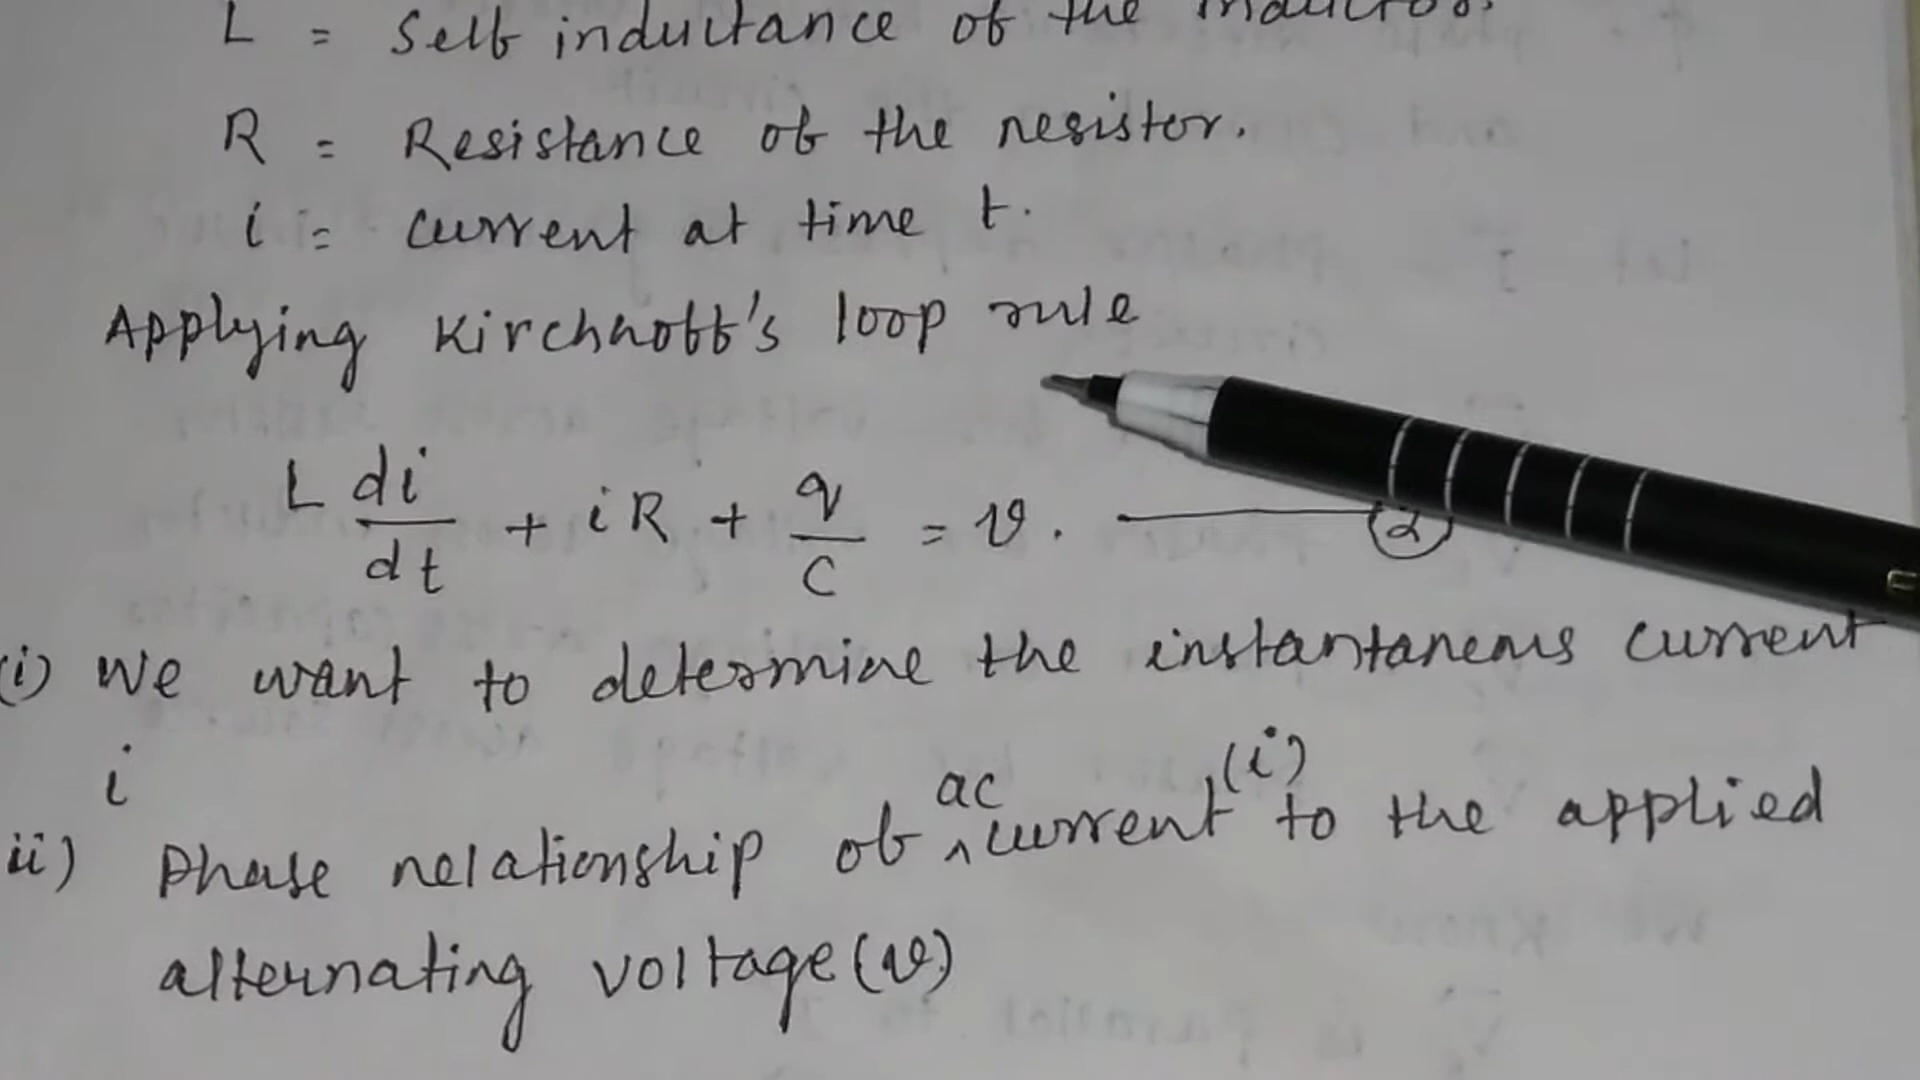 L = Self inductance of the inductor.
R = Resistance of the resistor.
i = current at time t.
Applying Kirchhoff's loop rule
L di/dt + iR + q/C = v. —— (2)
(i) We want to determine the instantaneous current
i
ii) Phase relationship of ac current (i) to the applied
alternating voltage (v)